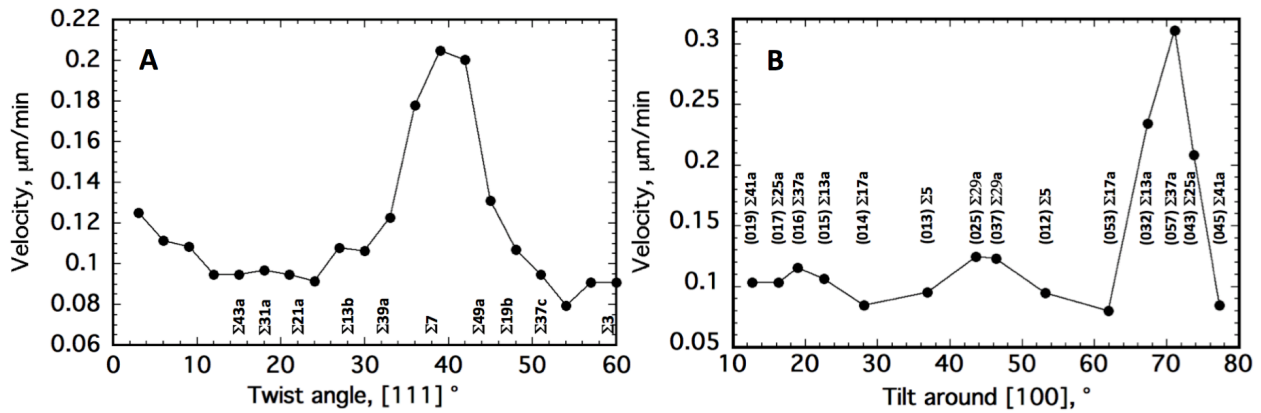 A
0.22
0.2
0.18
0.16
0.14
0.12
0.1
0.08
0.06
Velocity, μm/min
Σ43a
Σ31a
Σ21a
Σ13b
Σ39a
Σ7
Σ49a
Σ19b
Σ37c
Σ3
0 10 20 30 40 50 60
Twist angle, [111] °
B
0.3
0.25
0.2
0.15
0.1
0.05
Velocity, μm/min
(019) Σ41a
(017) Σ25a
(016) Σ37a
(015) Σ13a
(014) Σ17a
(013) Σ5
(025) Σ29a
(037) Σ29a
(012) Σ5
(053) Σ17a
(032) Σ13a
(057) Σ37a
(043) Σ25a
(045) Σ41a
10 20 30 40 50 60 70 80
Tilt around [100], °